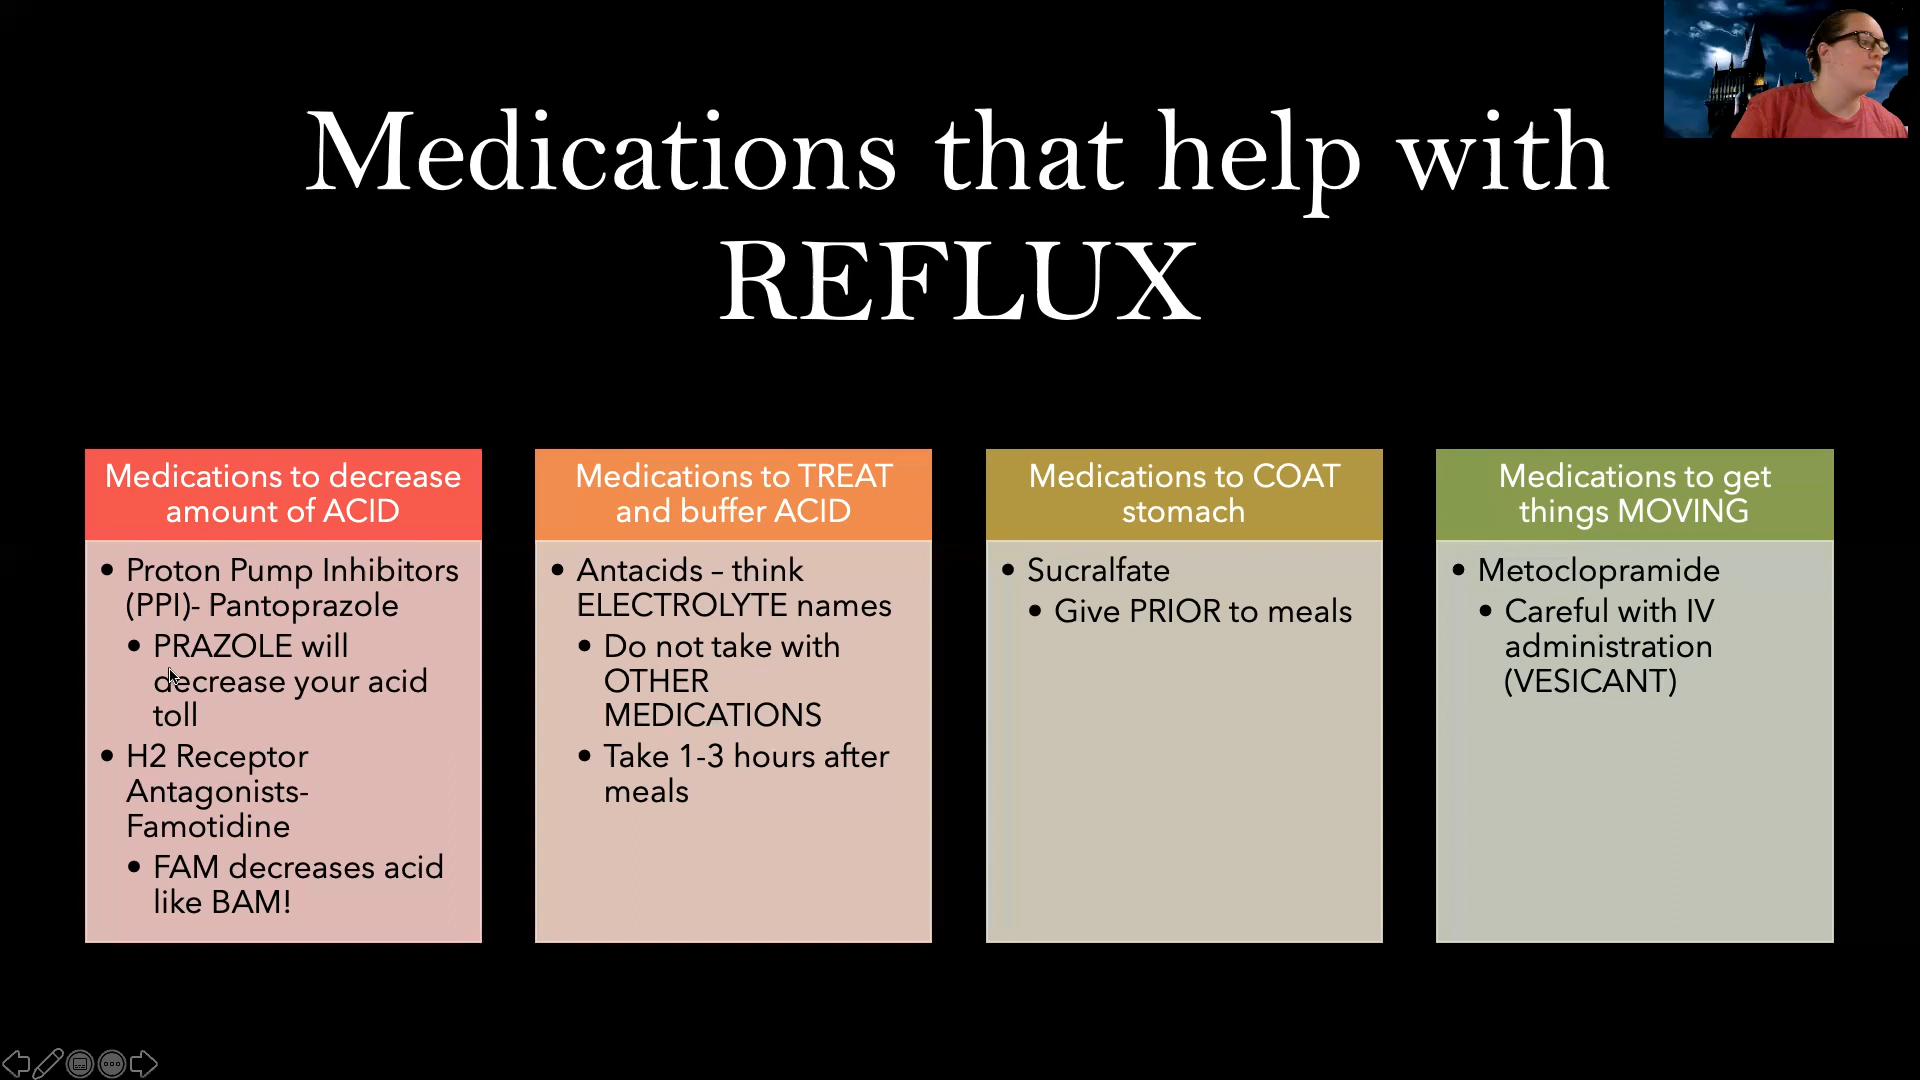 Medications that help with
REFLUX
Medications to decrease
amount of ACID
• Proton Pump Inhibitors
(PPI)- Pantoprazole
• PRAZOLE will
decrease your acid
toll
• H2 Receptor
Antagonists-
Famotidine
• FAM decreases acid
like BAM!
Medications to TREAT
and buffer ACID
• Antacids – think
ELECTROLYTE names
• Do not take with
OTHER
MEDICATIONS
• Take 1-3 hours after
meals
Medications to COAT
stomach
• Sucralfate
• Give PRIOR to meals
Medications to get
things MOVING
• Metoclopramide
• Careful with IV
administration
(VESICANT)